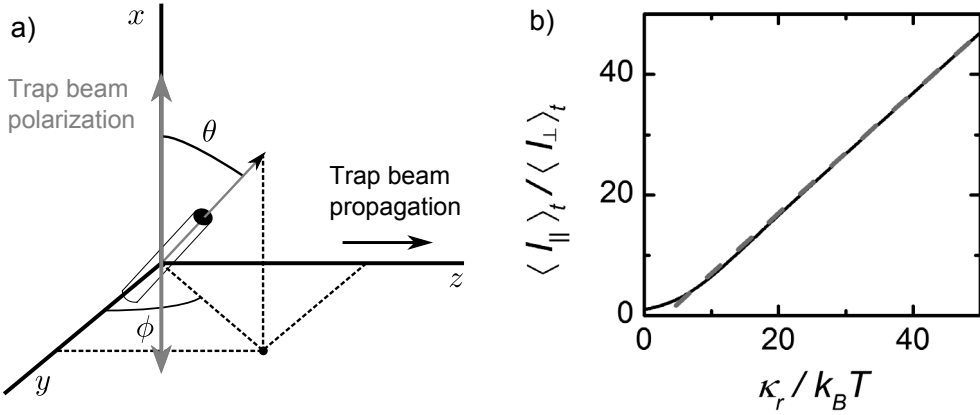 a)
x
Trap beam
polarization
θ
Trap beam
propagation
z
ϕ
y
b)
⟨ I∥ ⟩t / ⟨ I⊥ ⟩t
40
20
0
0
20
40
κr / kBT